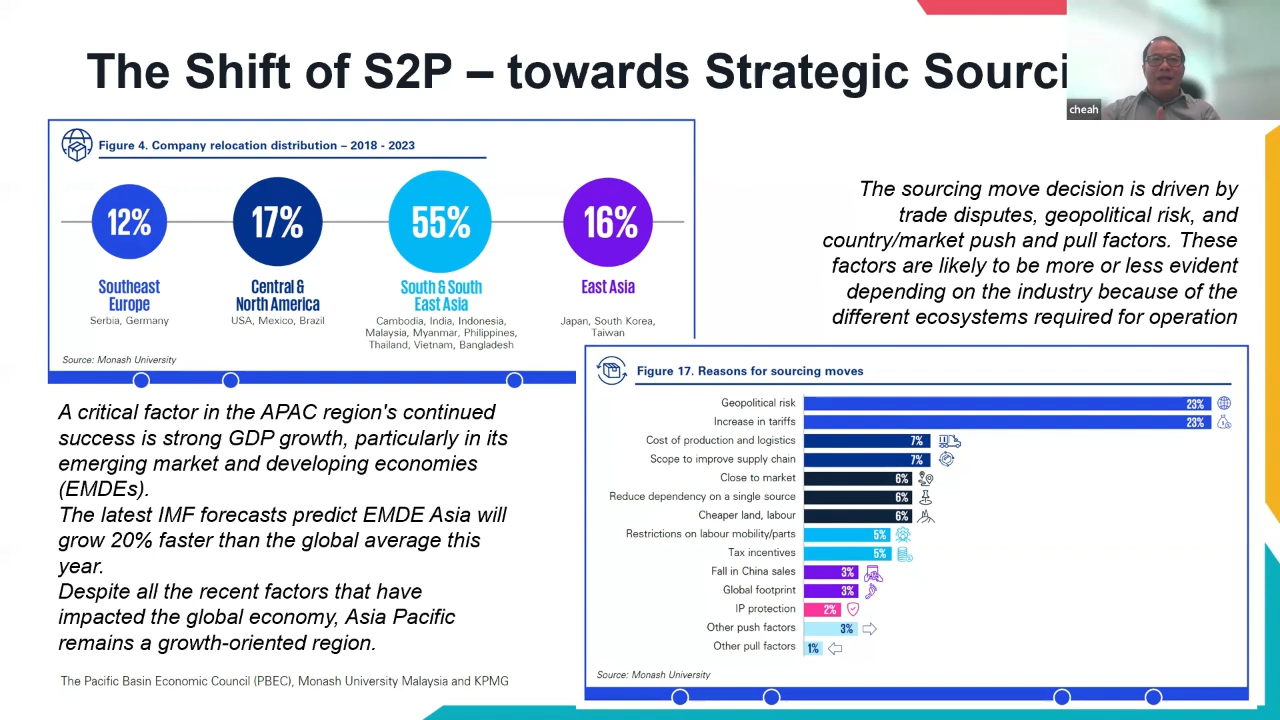 The Shift of S2P – towards Strategic Sourci
cheah
Figure 4. Company relocation distribution – 2018 - 2023
12%
17%
55%
16%
Southeast
Europe
Serbia, Germany
Central &
North America
USA, Mexico, Brazil
South & South
East Asia
Cambodia, India, Indonesia,
Malaysia, Myanmar, Philippines,
Thailand, Vietnam, Bangladesh
East Asia
Japan, South Korea,
Taiwan
Source: Monash University
The sourcing move decision is driven by
trade disputes, geopolitical risk, and
country/market push and pull factors. These
factors are likely to be more or less evident
depending on the industry because of the
different ecosystems required for operation
A critical factor in the APAC region's continued
success is strong GDP growth, particularly in its
emerging market and developing economies
(EMDEs).
The latest IMF forecasts predict EMDE Asia will
grow 20% faster than the global average this
year.
Despite all the recent factors that have
impacted the global economy, Asia Pacific
remains a growth-oriented region.
The Pacific Basin Economic Council (PBEC), Monash University Malaysia and KPMG
Figure 17. Reasons for sourcing moves
Geopolitical risk 23%
Increase in tariffs 23%
Cost of production and logistics 7%
Scope to improve supply chain 7%
Close to market 6%
Reduce dependency on a single source 6%
Cheaper land, labour 6%
Restrictions on labour mobility/parts 5%
Tax incentives 5%
Fall in China sales 3%
Global footprint 3%
IP protection 2%
Other push factors 3%
Other pull factors 1%
Source: Monash University